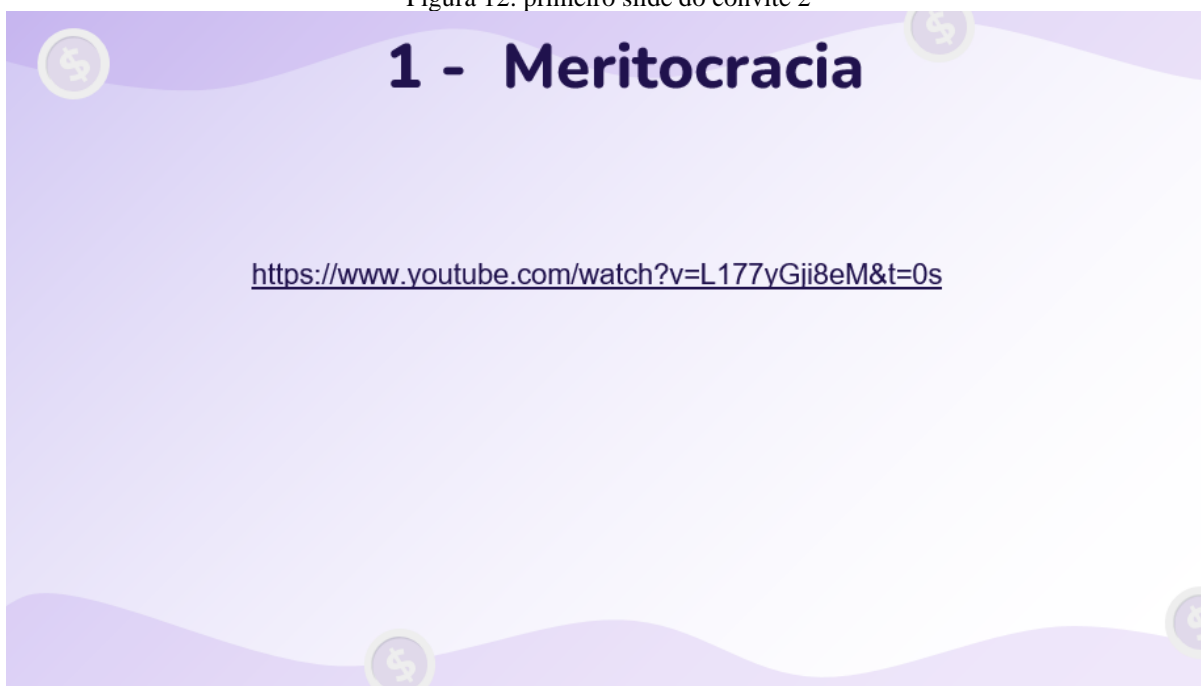 Figura 12: primeiro slide do convite 2
1 - Meritocracia
https://www.youtube.com/watch?v=L177yGji8eM&t=0s